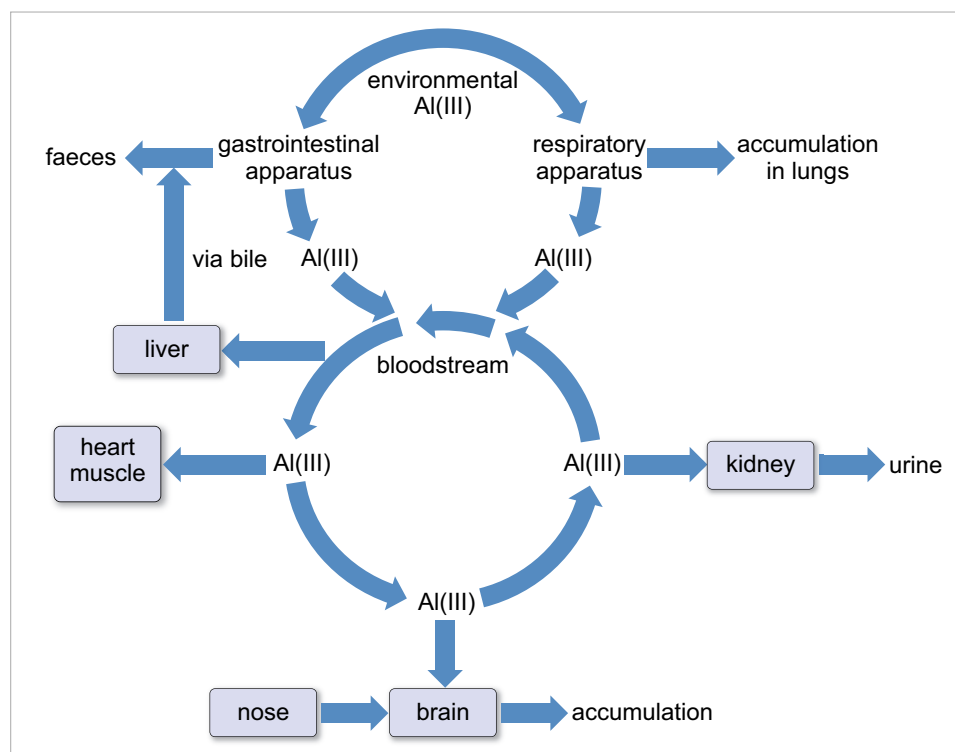 environmental
Al(III)
faeces
gastrointestinal
apparatus
respiratory
apparatus
accumulation
in lungs
via bile
Al(III)
Al(III)
liver
bloodstream
heart
muscle
Al(III)
Al(III)
kidney
urine
Al(III)
nose
brain
accumulation